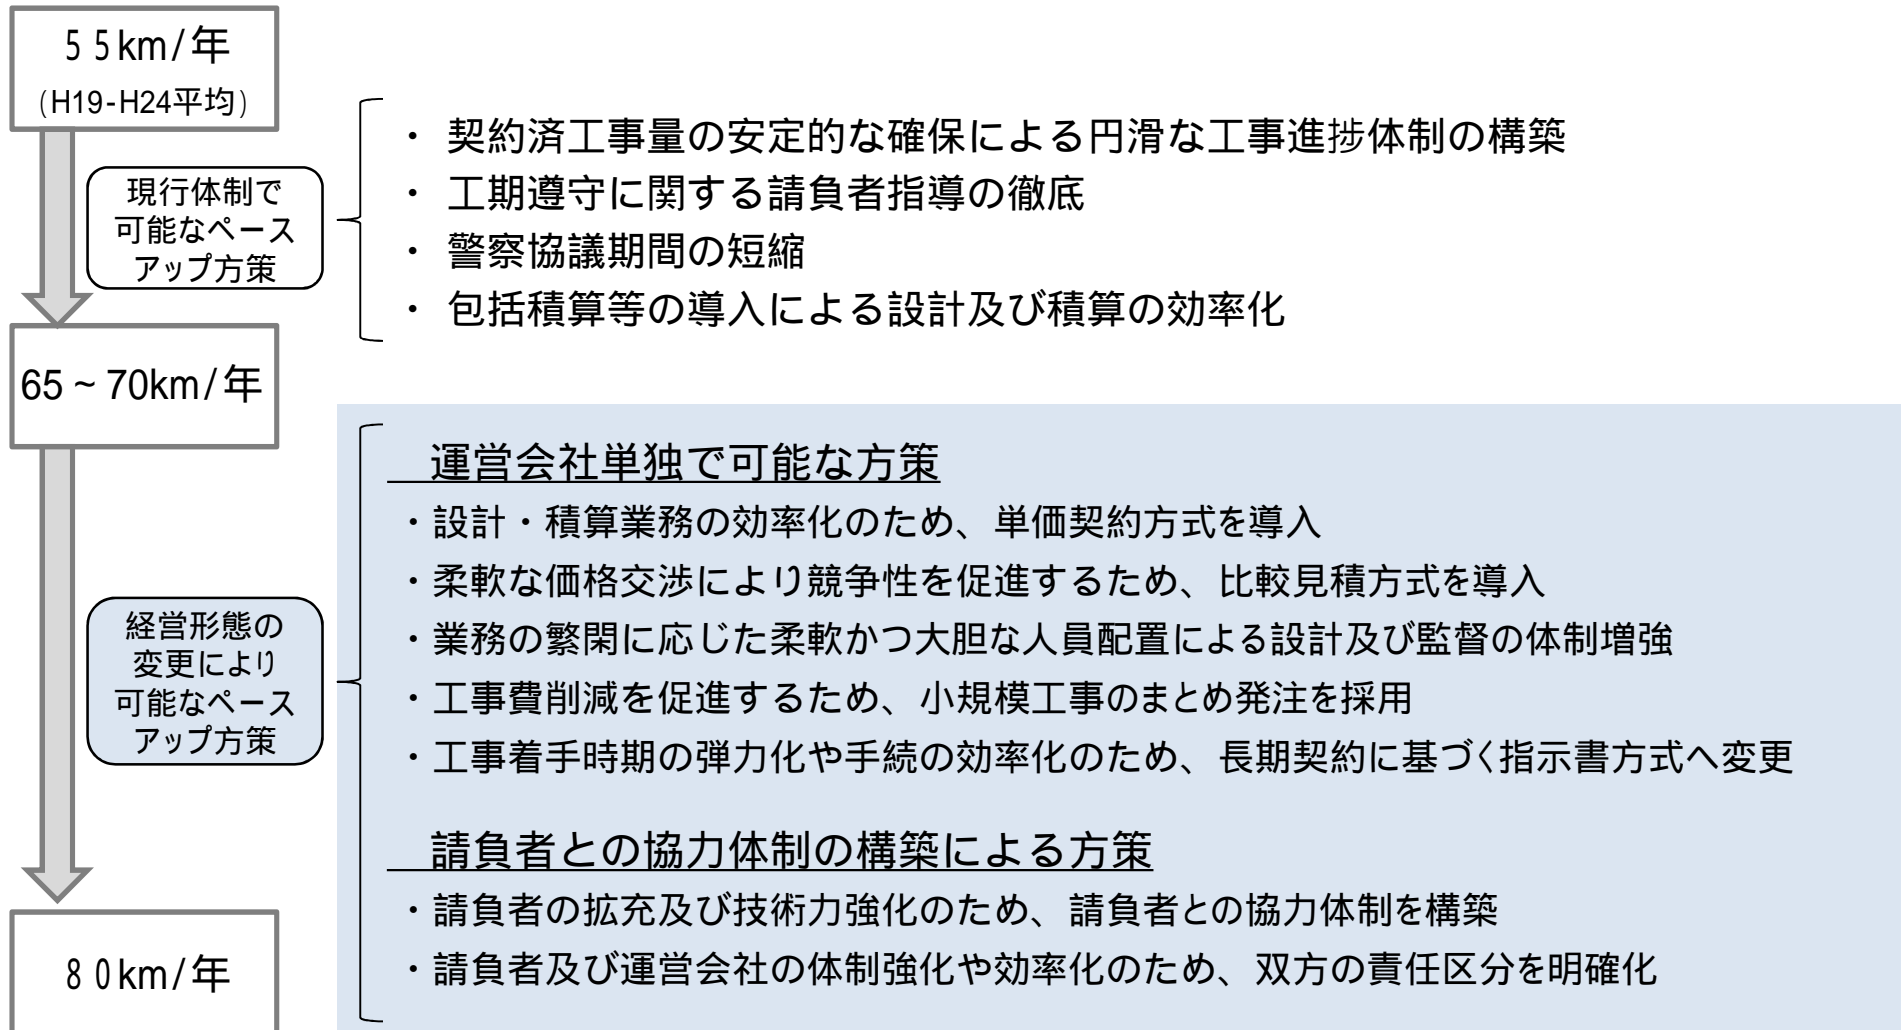 55km/年
(H19-H24平均)
現行体制で
可能なペース
アップ方策
・ 契約済工事量の安定的な確保による円滑な工事進捗体制の構築
・ 工期遵守に関する請負者指導の徹底
・ 警察協議期間の短縮
・ 包括積算等の導入による設計及び積算の効率化
65~70km/年
経営形態の
変更により
可能なペース
アップ方策
運営会社単独で可能な方策
・設計・積算業務の効率化のため、単価契約方式を導入
・柔軟な価格交渉により競争性を促進するため、比較見積方式を導入
・業務の繁閑に応じた柔軟かつ大胆な人員配置による設計及び監督の体制増強
・工事費削減を促進するため、小規模工事のまとめ発注を採用
・工事着手時期の弾力化や手続の効率化のため、長期契約に基づく指示書方式へ変更
請負者との協力体制の構築による方策
・請負者の拡充及び技術力強化のため、請負者との協力体制を構築
・請負者及び運営会社の体制強化や効率化のため、双方の責任区分を明確化
80km/年